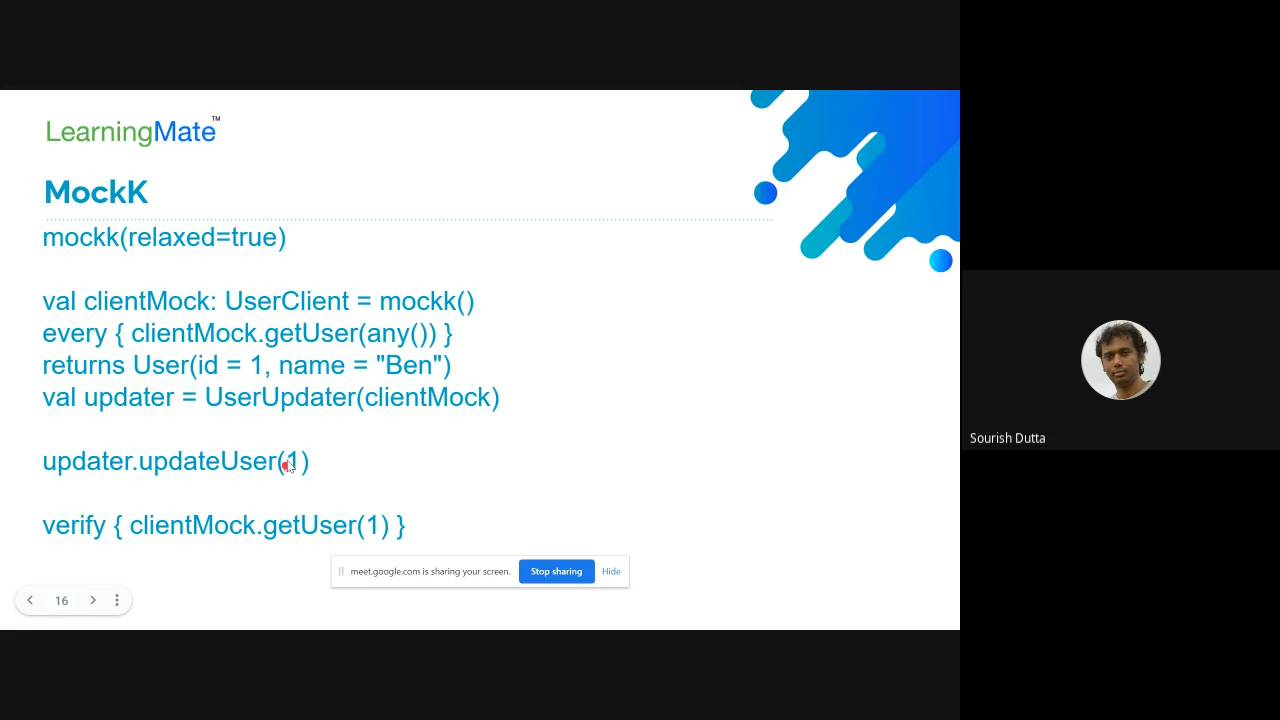 LearningMate™
MockK
mockk(relaxed=true)
val clientMock: UserClient = mockk()
every { clientMock.getUser(any()) }
returns User(id = 1, name = "Ben")
val updater = UserUpdater(clientMock)
updater.updateUser(1)
verify { clientMock.getUser(1) }
meet.google.com is sharing your screen. Stop sharing Hide
16
Sourish Dutta